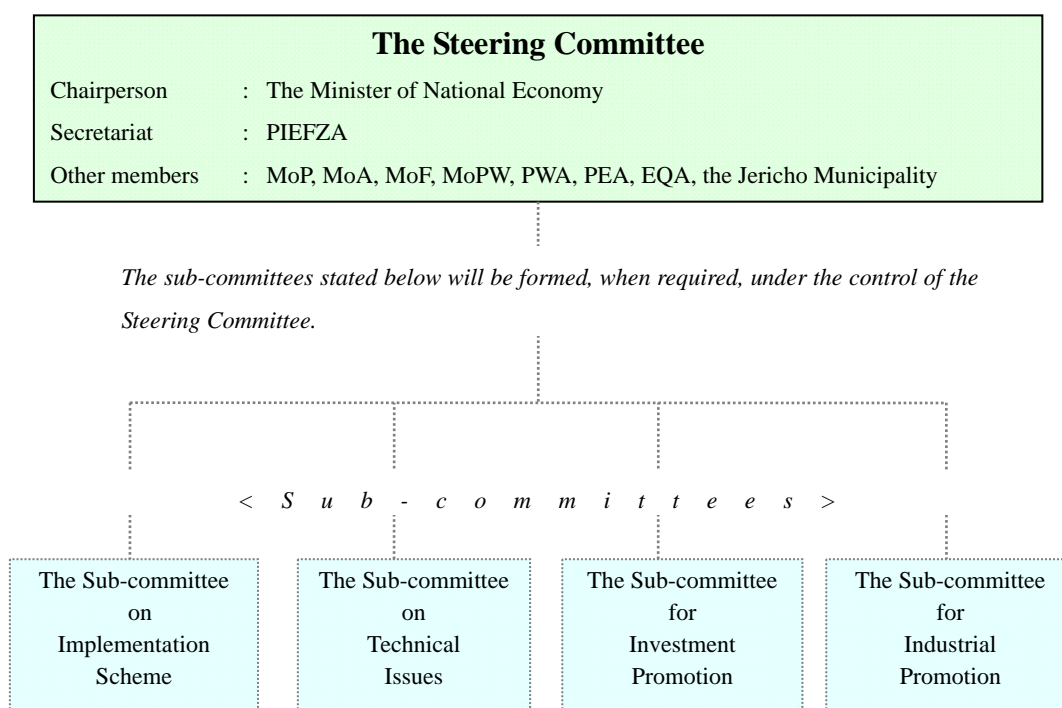 The Steering Committee
Chairperson : The Minister of National Economy
Secretariat : PIEFZA
Other members : MoP, MoA, MoF, MoPW, PWA, PEA, EQA, the Jericho Municipality
The sub-committees stated below will be formed, when required, under the control of the
Steering Committee.
< S u b - c o m m i t t e e s >
The Sub-committee
on
Implementation
Scheme
The Sub-committee
on
Technical
Issues
The Sub-committee
for
Investment
Promotion
The Sub-committee
for
Industrial
Promotion